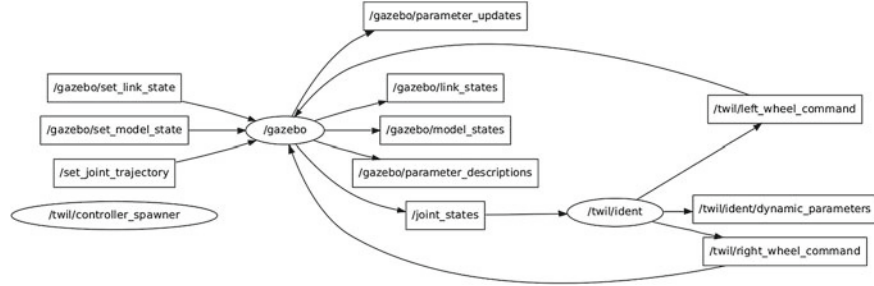 /gazebo/parameter_updates
/gazebo/set_link_state
/gazebo/link_states
/twil/left_wheel_command
/gazebo/set_model_state
/gazebo
/gazebo/model_states
/set_joint_trajectory
/gazebo/parameter_descriptions
/twil/controller_spawner
/joint_states
/twil/ident
/twil/ident/dynamic_parameters
/twil/right_wheel_command